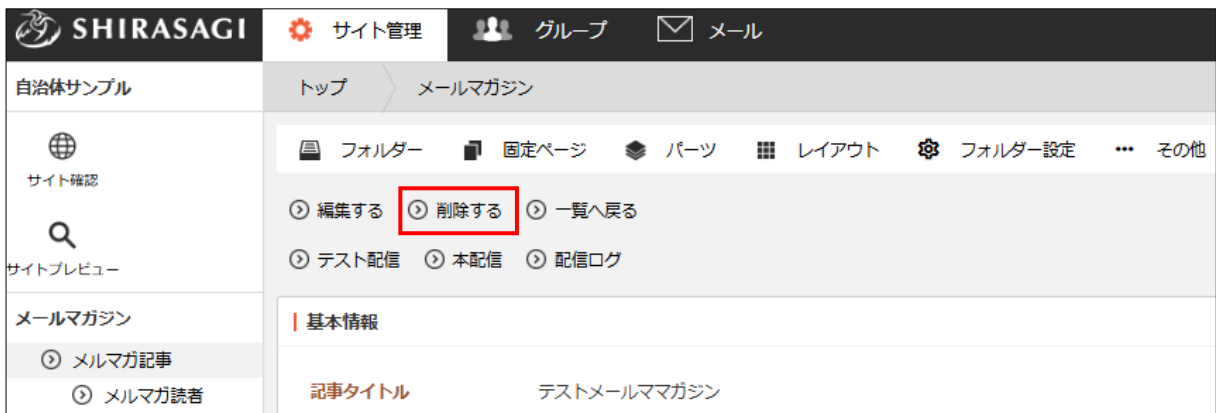 SHIRASAGI サイト管理 グループ メール
自治体サンプル トップ メールマガジン
フォルダー 固定ページ パーツ レイアウト フォルダー設定 ••• その他
サイト確認
編集する 削除する 一覧へ戻る
サイトプレビュー
テスト配信 本配信 配信ログ
メールマガジン 基本情報
メルマガ記事
メルマガ読者
記事タイトル テストメールママガジン